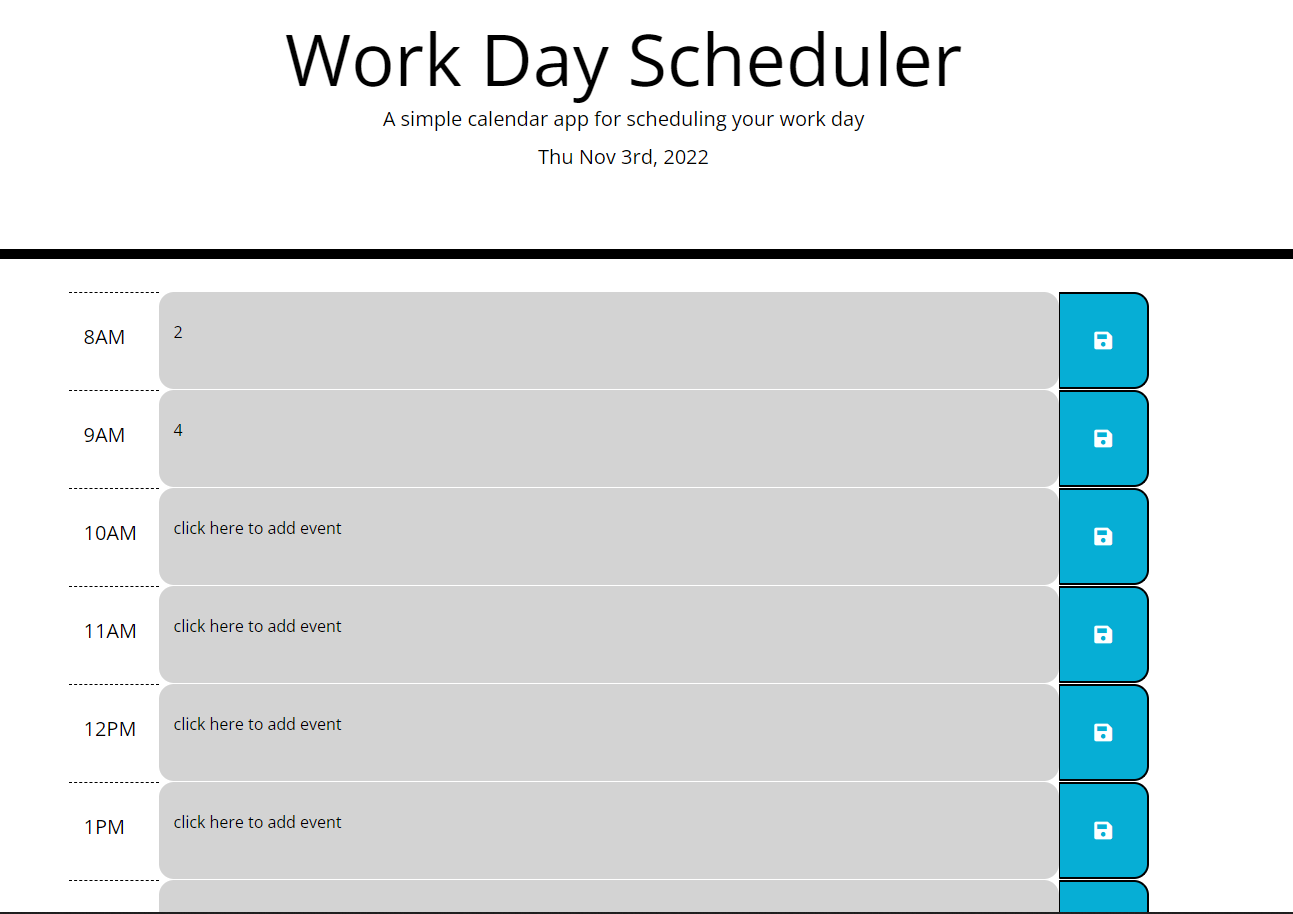 Work Day Scheduler
A simple calendar app for scheduling your work day
Thu Nov 3rd, 2022
8AM
2
9AM
4
10AM
click here to add event
11AM
click here to add event
12PM
click here to add event
1PM
click here to add event